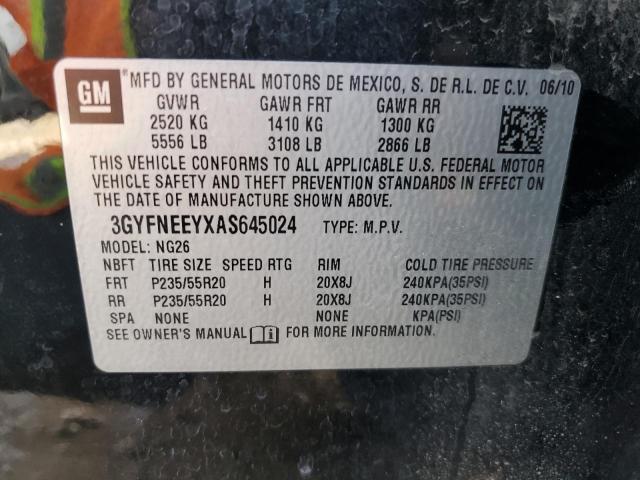 GM ® MFD BY GENERAL MOTORS DE MEXICO, S. DE R.L. DE C.V. 06/10
GVWR GAWR FRT GAWR RR
2520 KG 1410 KG 1300 KG
5556 LB 3108 LB 2866 LB
THIS VEHICLE CONFORMS TO ALL APPLICABLE U.S. FEDERAL MOTOR
VEHICLE SAFETY AND THEFT PREVENTION STANDARDS IN EFFECT ON
THE DATE OF MANUFACTURE SHOWN ABOVE.
3GYFNEEYXAS645024 TYPE: M.P.V.
MODEL: NG26
NBFT TIRE SIZE SPEED RTG RIM COLD TIRE PRESSURE
FRT P235/55R20 H 20X8J 240KPA(35PSI)
RR P235/55R20 H 20X8J 240KPA(35PSI)
SPA NONE NONE KPA(PSI)
SEE OWNER'S MANUAL FOR MORE INFORMATION.